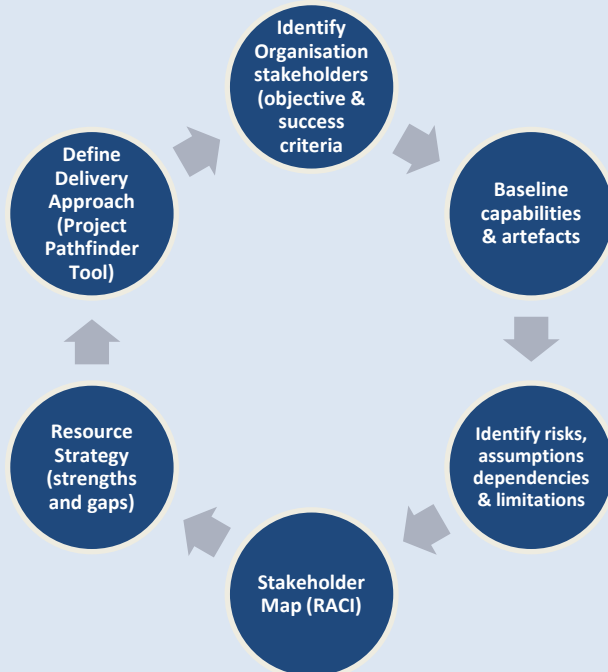 Identify
Organisation
stakeholders
(objective &
success
criteria
Baseline
capabilities
& artefacts
Identify risks,
assumptions
dependencies
& limitations
Stakeholder
Map (RACI)
Resource
Strategy
(strengths
and gaps)
Define
Delivery
Approach
(Project
Pathfinder
Tool)